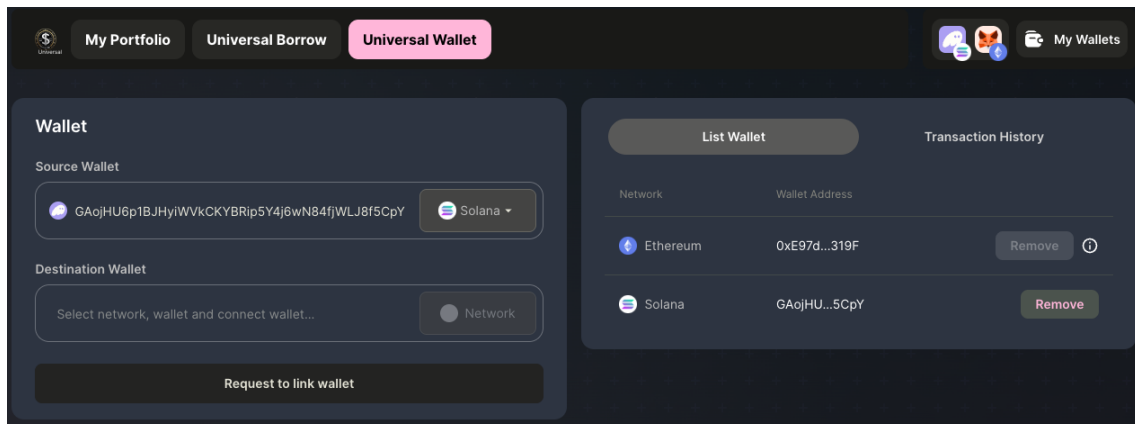 $
Universal
My Portfolio
Universal Borrow
Universal Wallet
My Wallets
Wallet
Source Wallet
GAojHU6p1BJHyiWVkCKYBRip5Y4j6wN84fjWLJ8f5CpY
Solana
Destination Wallet
Select network, wallet and connect wallet...
Network
Request to link wallet
List Wallet
Transaction History
Network Wallet Address
Ethereum 0xE97d...319F Remove
Solana GAojHU...5CpY Remove